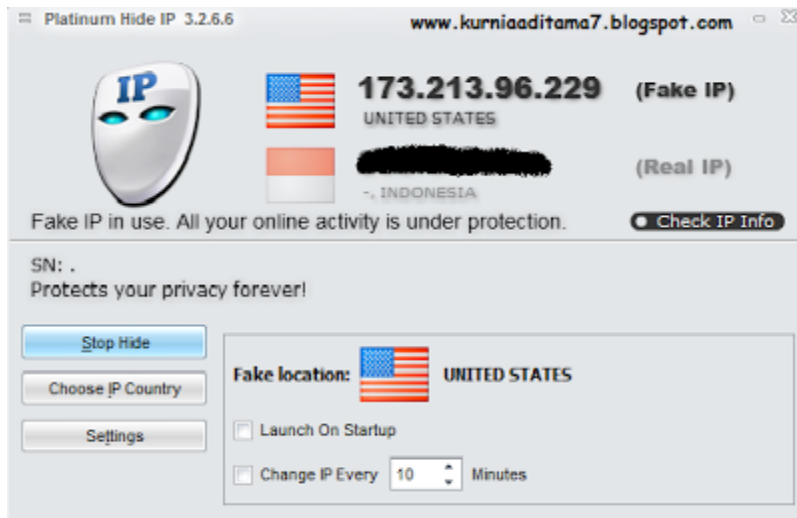 Platinum Hide IP 3.2.6.6
www.kurniaaditama7.blogspot.com
IP
173.213.96.229 (Fake IP)
UNITED STATES
(Real IP)
-, INDONESIA
Fake IP in use. All your online activity is under protection.
Check IP Info
SN: .
Protects your privacy forever!
Stop Hide
Choose IP Country
Settings
Fake location: UNITED STATES
Launch On Startup
Change IP Every 10 Minutes